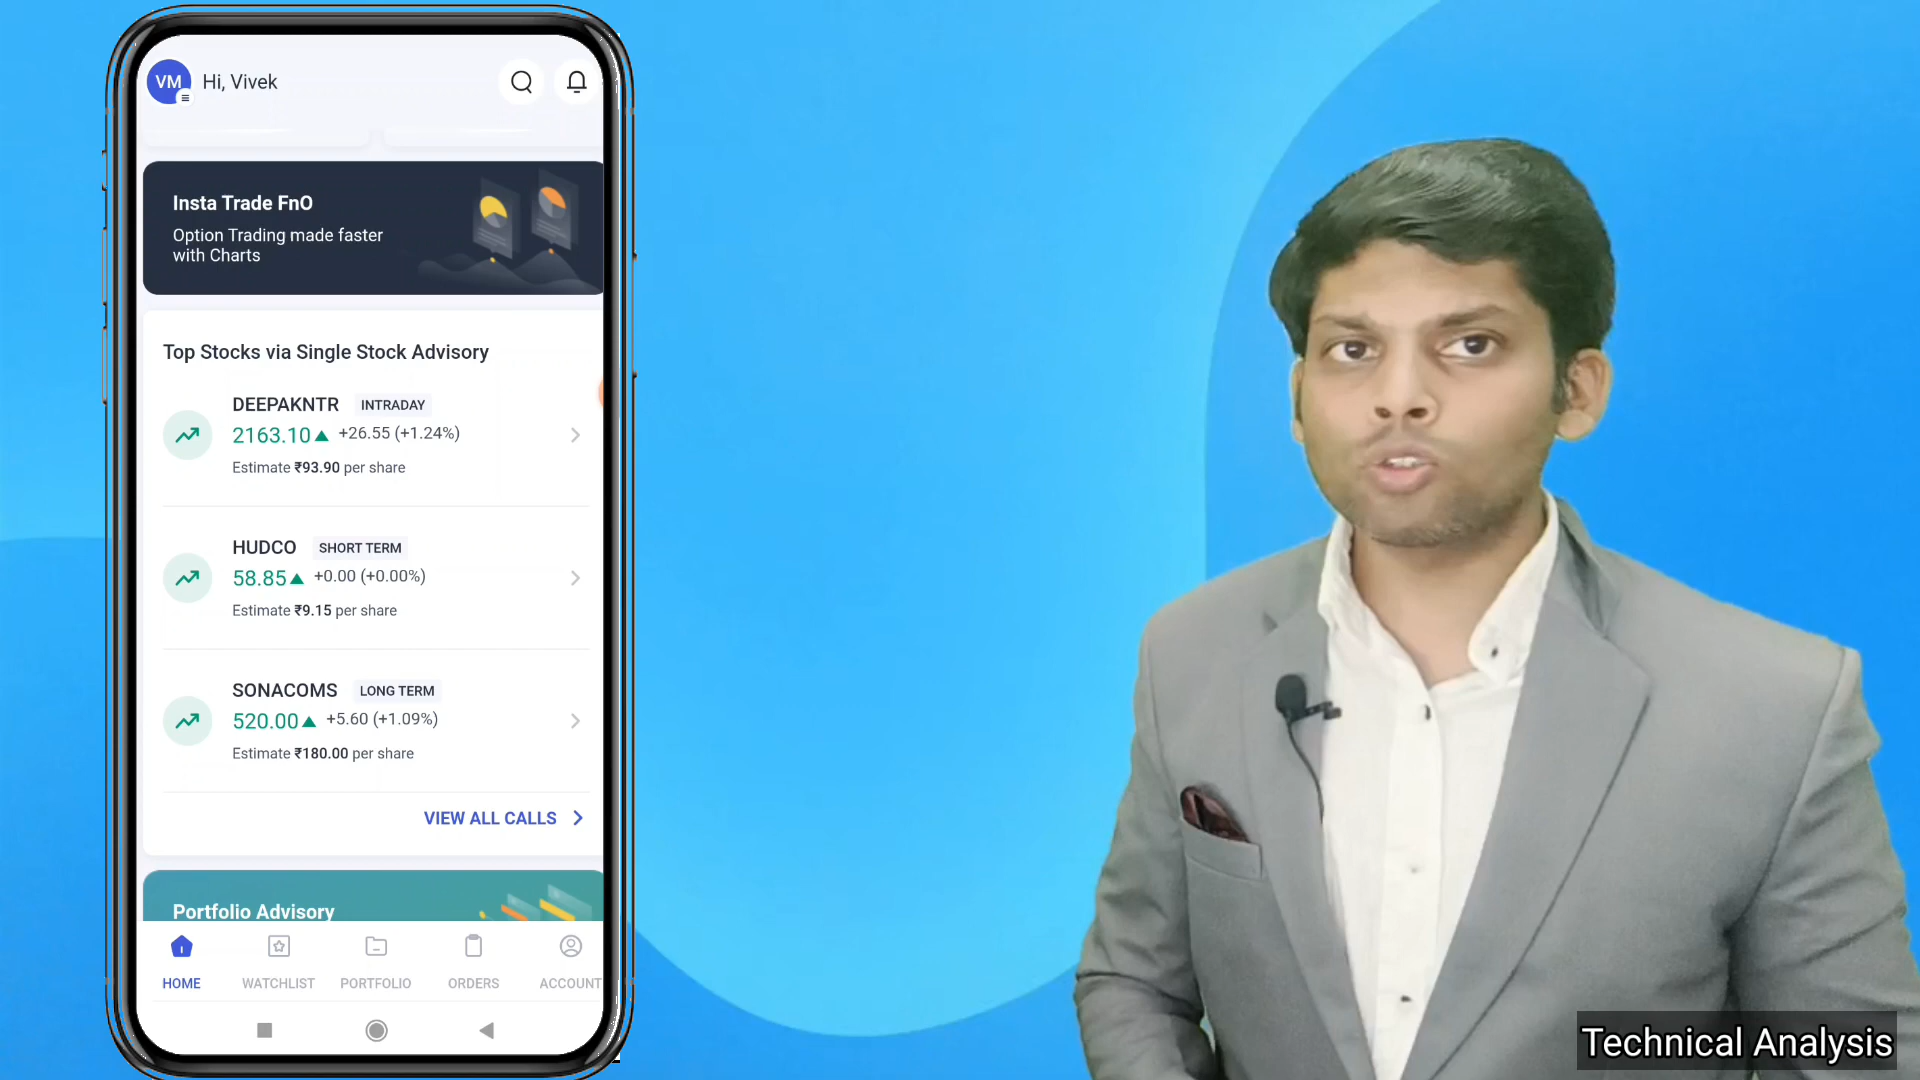 VM Hi, Vivek
Insta Trade FnO
Option Trading made faster
with Charts
Top Stocks via Single Stock Advisory
DEEPAKNTR INTRADAY
2163.10 +26.55 (+1.24%)
Estimate ₹93.90 per share
HUDCO SHORT TERM
58.85 +0.00 (+0.00%)
Estimate ₹9.15 per share
SONACOMS LONG TERM
520.00 +5.60 (+1.09%)
Estimate ₹180.00 per share
VIEW ALL CALLS
Portfolio Advisory
HOME WATCHLIST PORTFOLIO ORDERS ACCOUNT
Technical Analysis